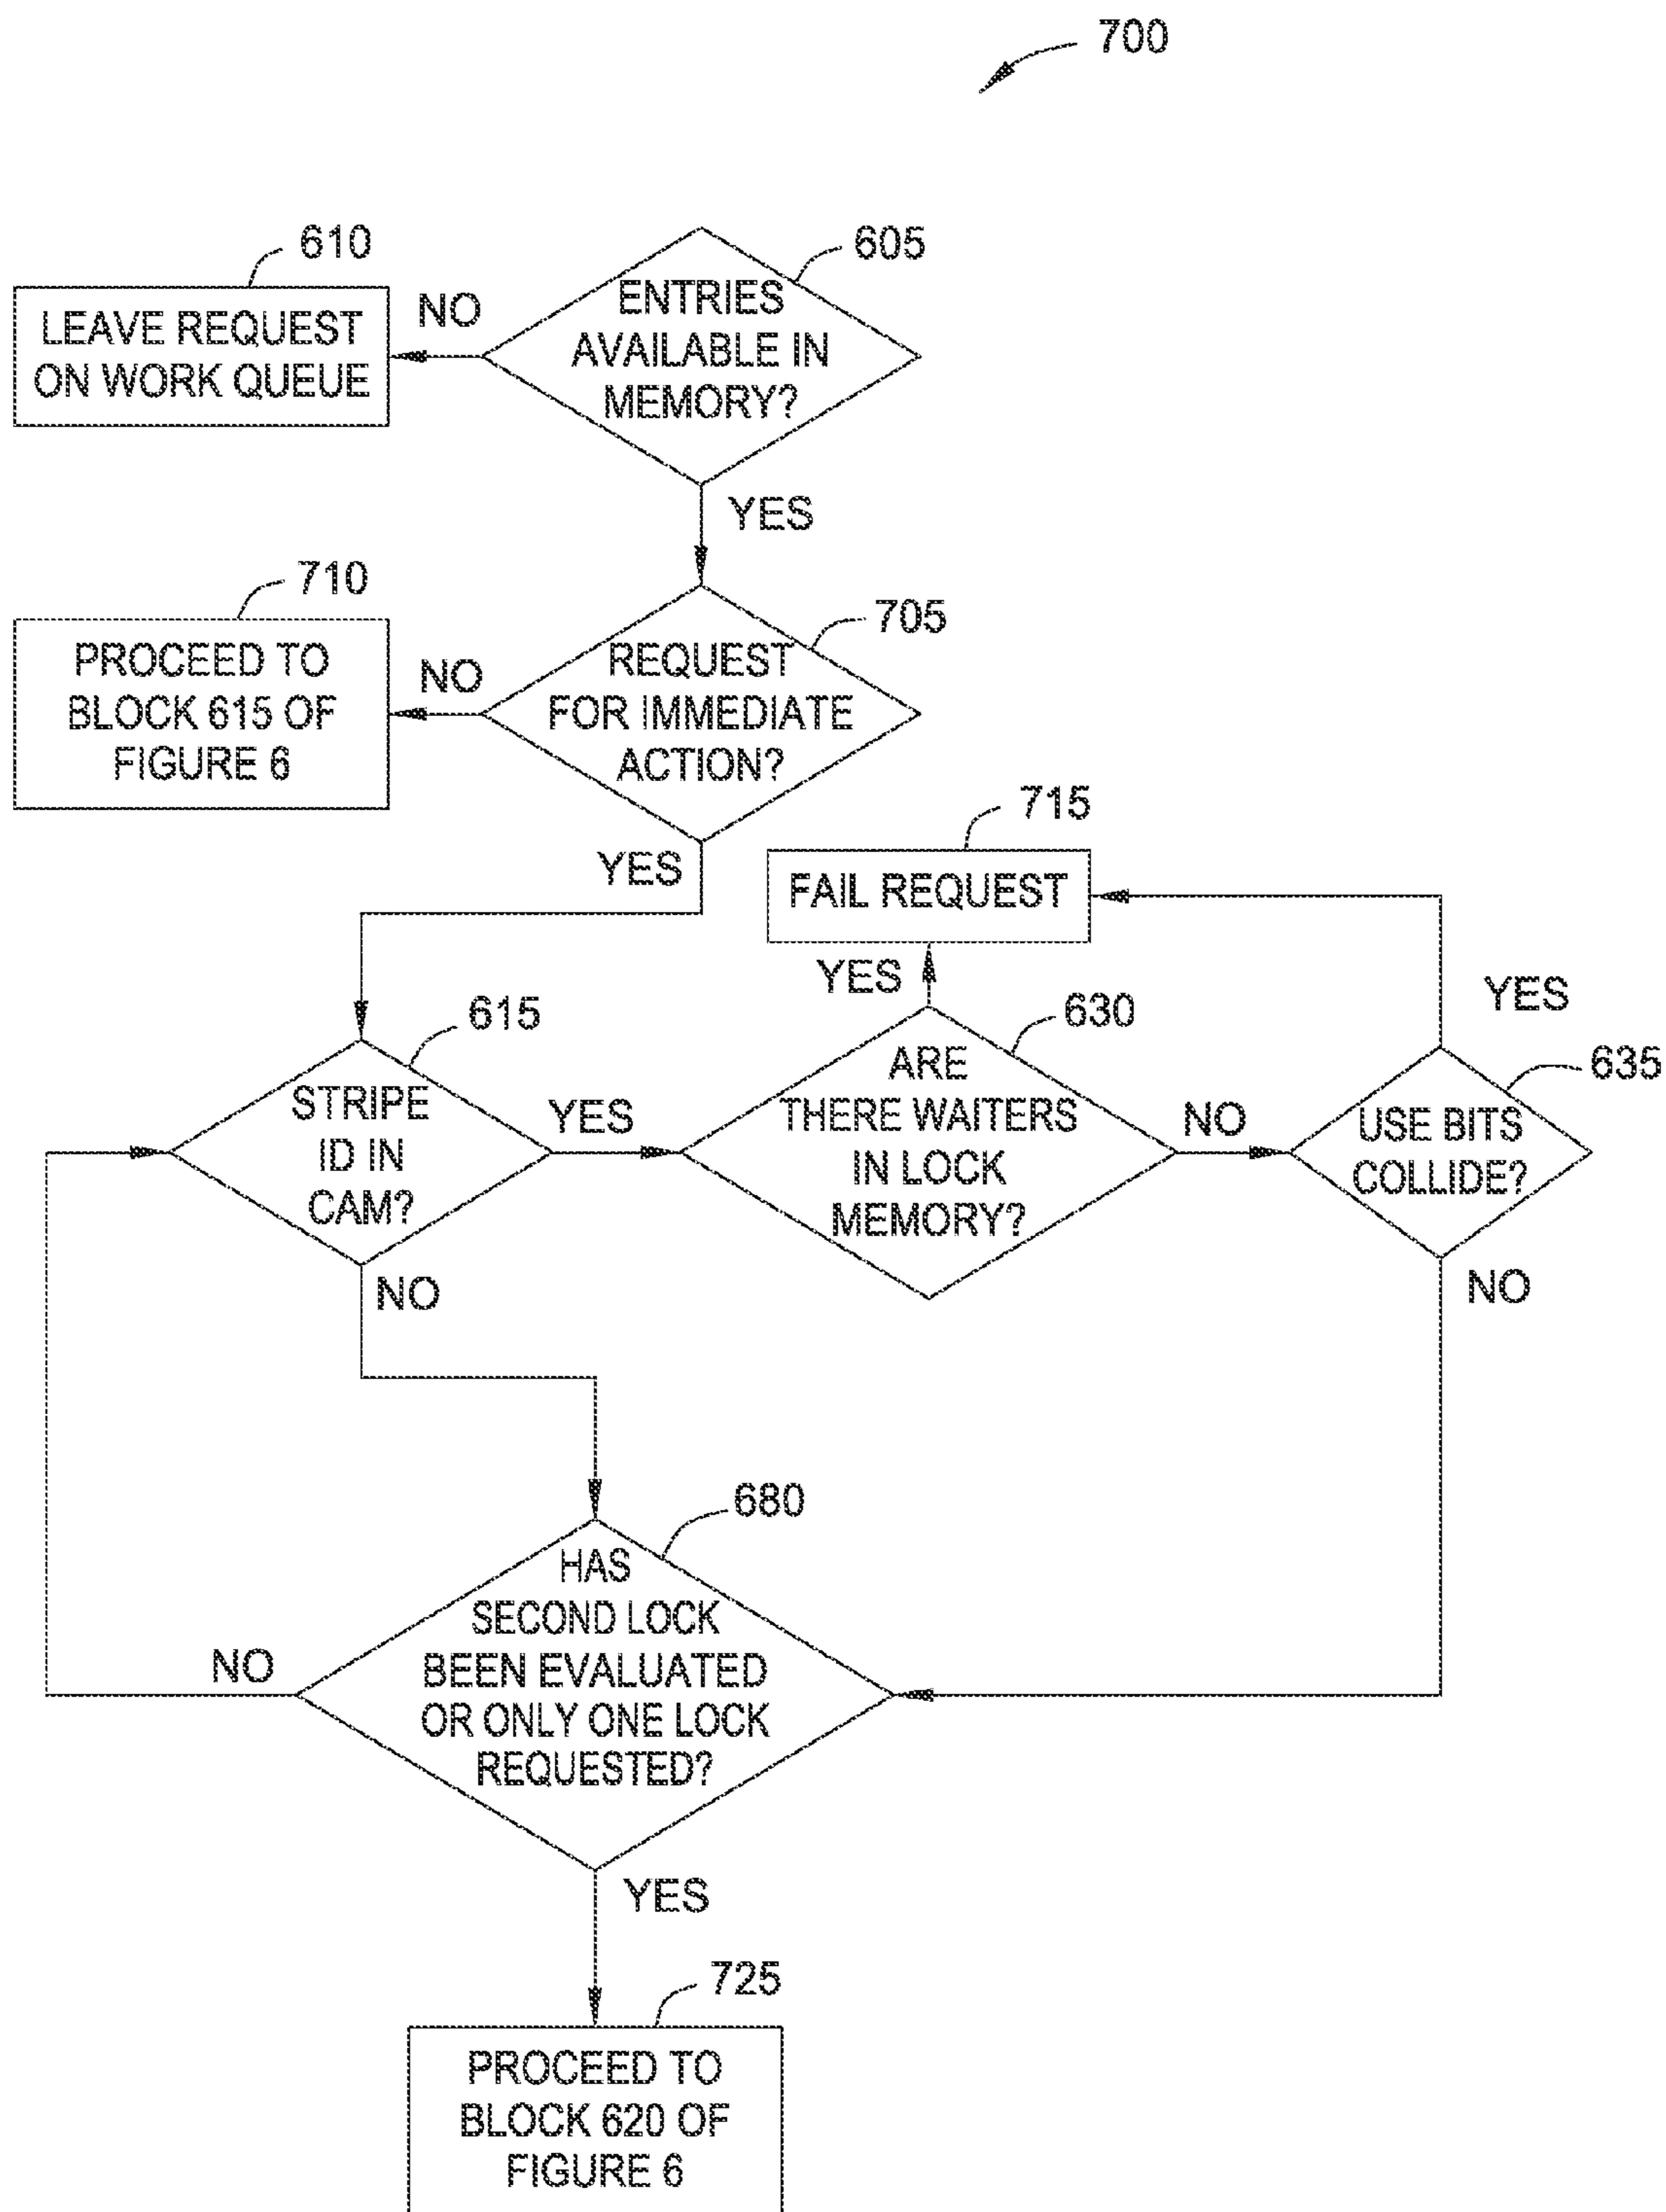 700
610
605
LEAVE REQUEST
ON WORK QUEUE
NO
ENTRIES
AVAILABLE IN
MEMORY?
YES
710
705
PROCEED TO
BLOCK 615 OF
FIGURE 6
NO
REQUEST
FOR IMMEDIATE
ACTION?
YES
715
FAIL REQUEST
YES
YES
615
630
635
STRIPE
ID IN
CAM?
YES
ARE
THERE WAITERS
IN LOCK
MEMORY?
NO
USE BITS
COLLIDE?
NO
NO
680
HAS
SECOND LOCK
BEEN EVALUATED
OR ONLY ONE LOCK
REQUESTED?
NO
YES
725
PROCEED TO
BLOCK 620 OF
FIGURE 6